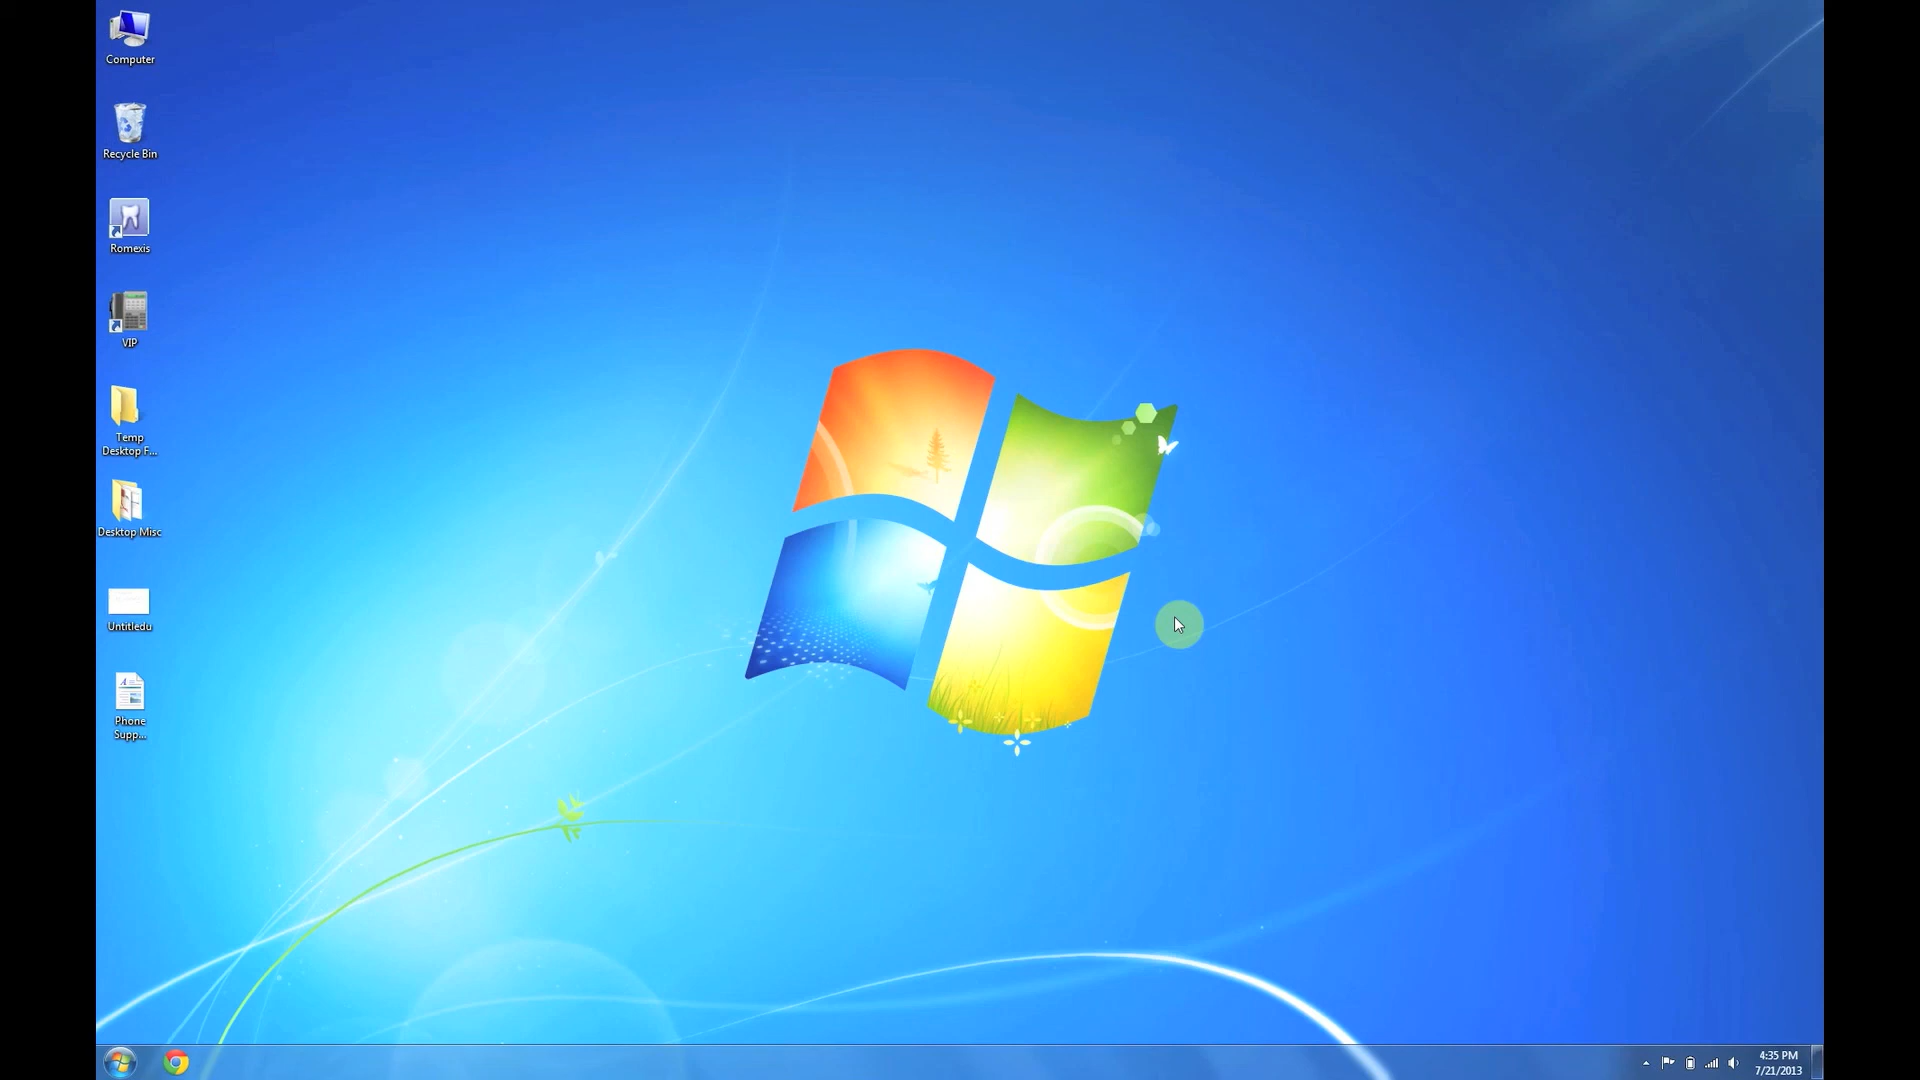 Computer
Recycle Bin
Romexis
VIP
Temp
Desktop F...
Desktop Misc
Untitledu
Phone
Supp...
4:35 PM
7/21/2013